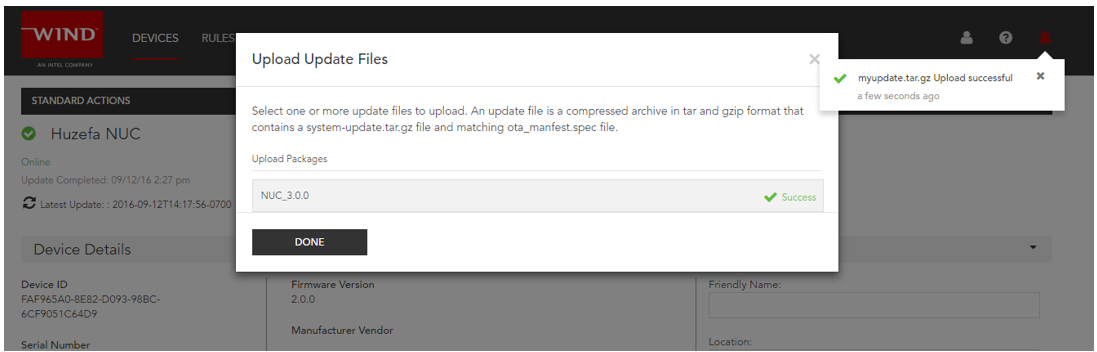 WIND
AN INTEL COMPANY
DEVICES
RULES
Upload Update Files
myupdate.tar.gz Upload successful
a few seconds ago
STANDARD ACTIONS
Select one or more update files to upload. An update file is a compressed archive in tar and gzip format that
contains a system-update.tar.gz file and matching ota_manfest.spec file.
Huzefa NUC
Online
Update Completed: 09/12/16 2:27 pm
Latest Update: : 2016-09-12T14:17:56-0700
Upload Packages
NUC_3.0.0
Success
DONE
Device Details
Device ID
FAF965A0-8E82-D093-98BC-
6CF9051C64D9
Serial Number
Firmware Version
2.0.0
Manufacturer Vendor
Friendly Name:
Location: